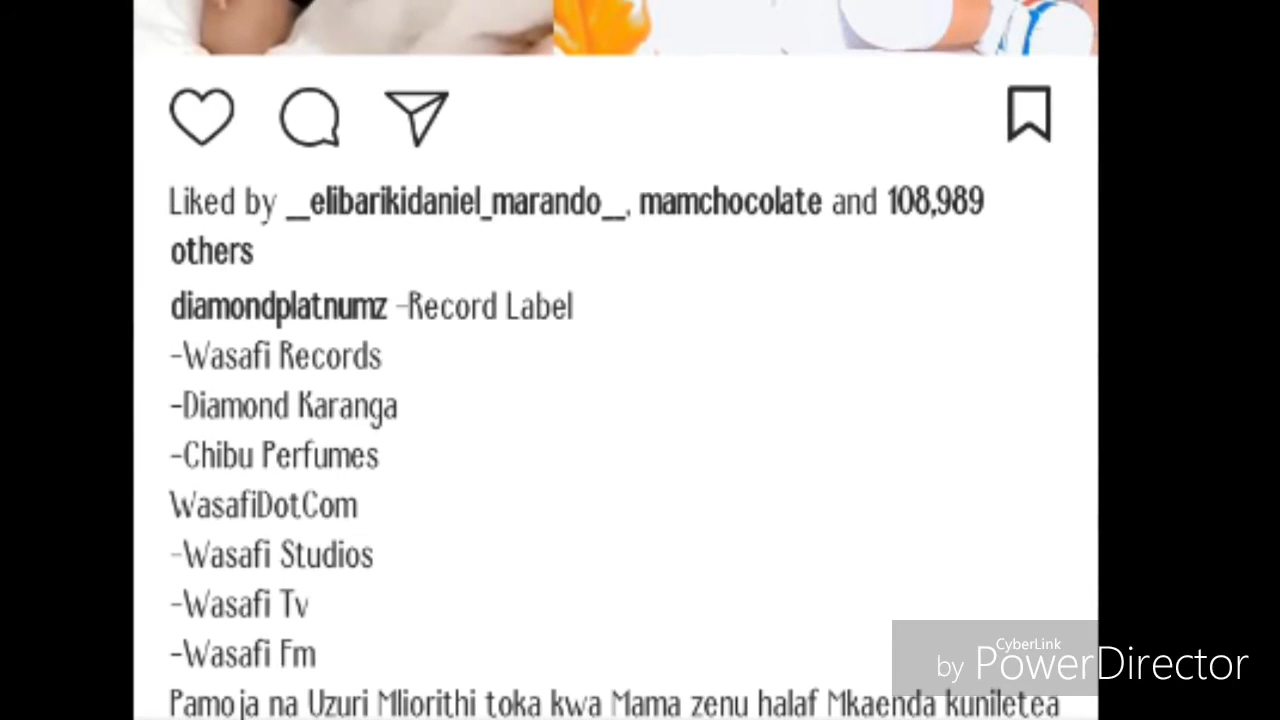 Liked by __elibarikidaniel_marando__, mamchocolate and 108,989
others
diamondplatnumz -Record Label
-Wasafi Records
-Diamond Karanga
-Chibu Perfumes
WasafiDotCom
-Wasafi Studios
-Wasafi Tv
-Wasafi Fm
Pamoja na Uzuri Mliorithi toka kwa Mama zenu halaf Mkaenda kuniletea
CyberLink
by PowerDirector